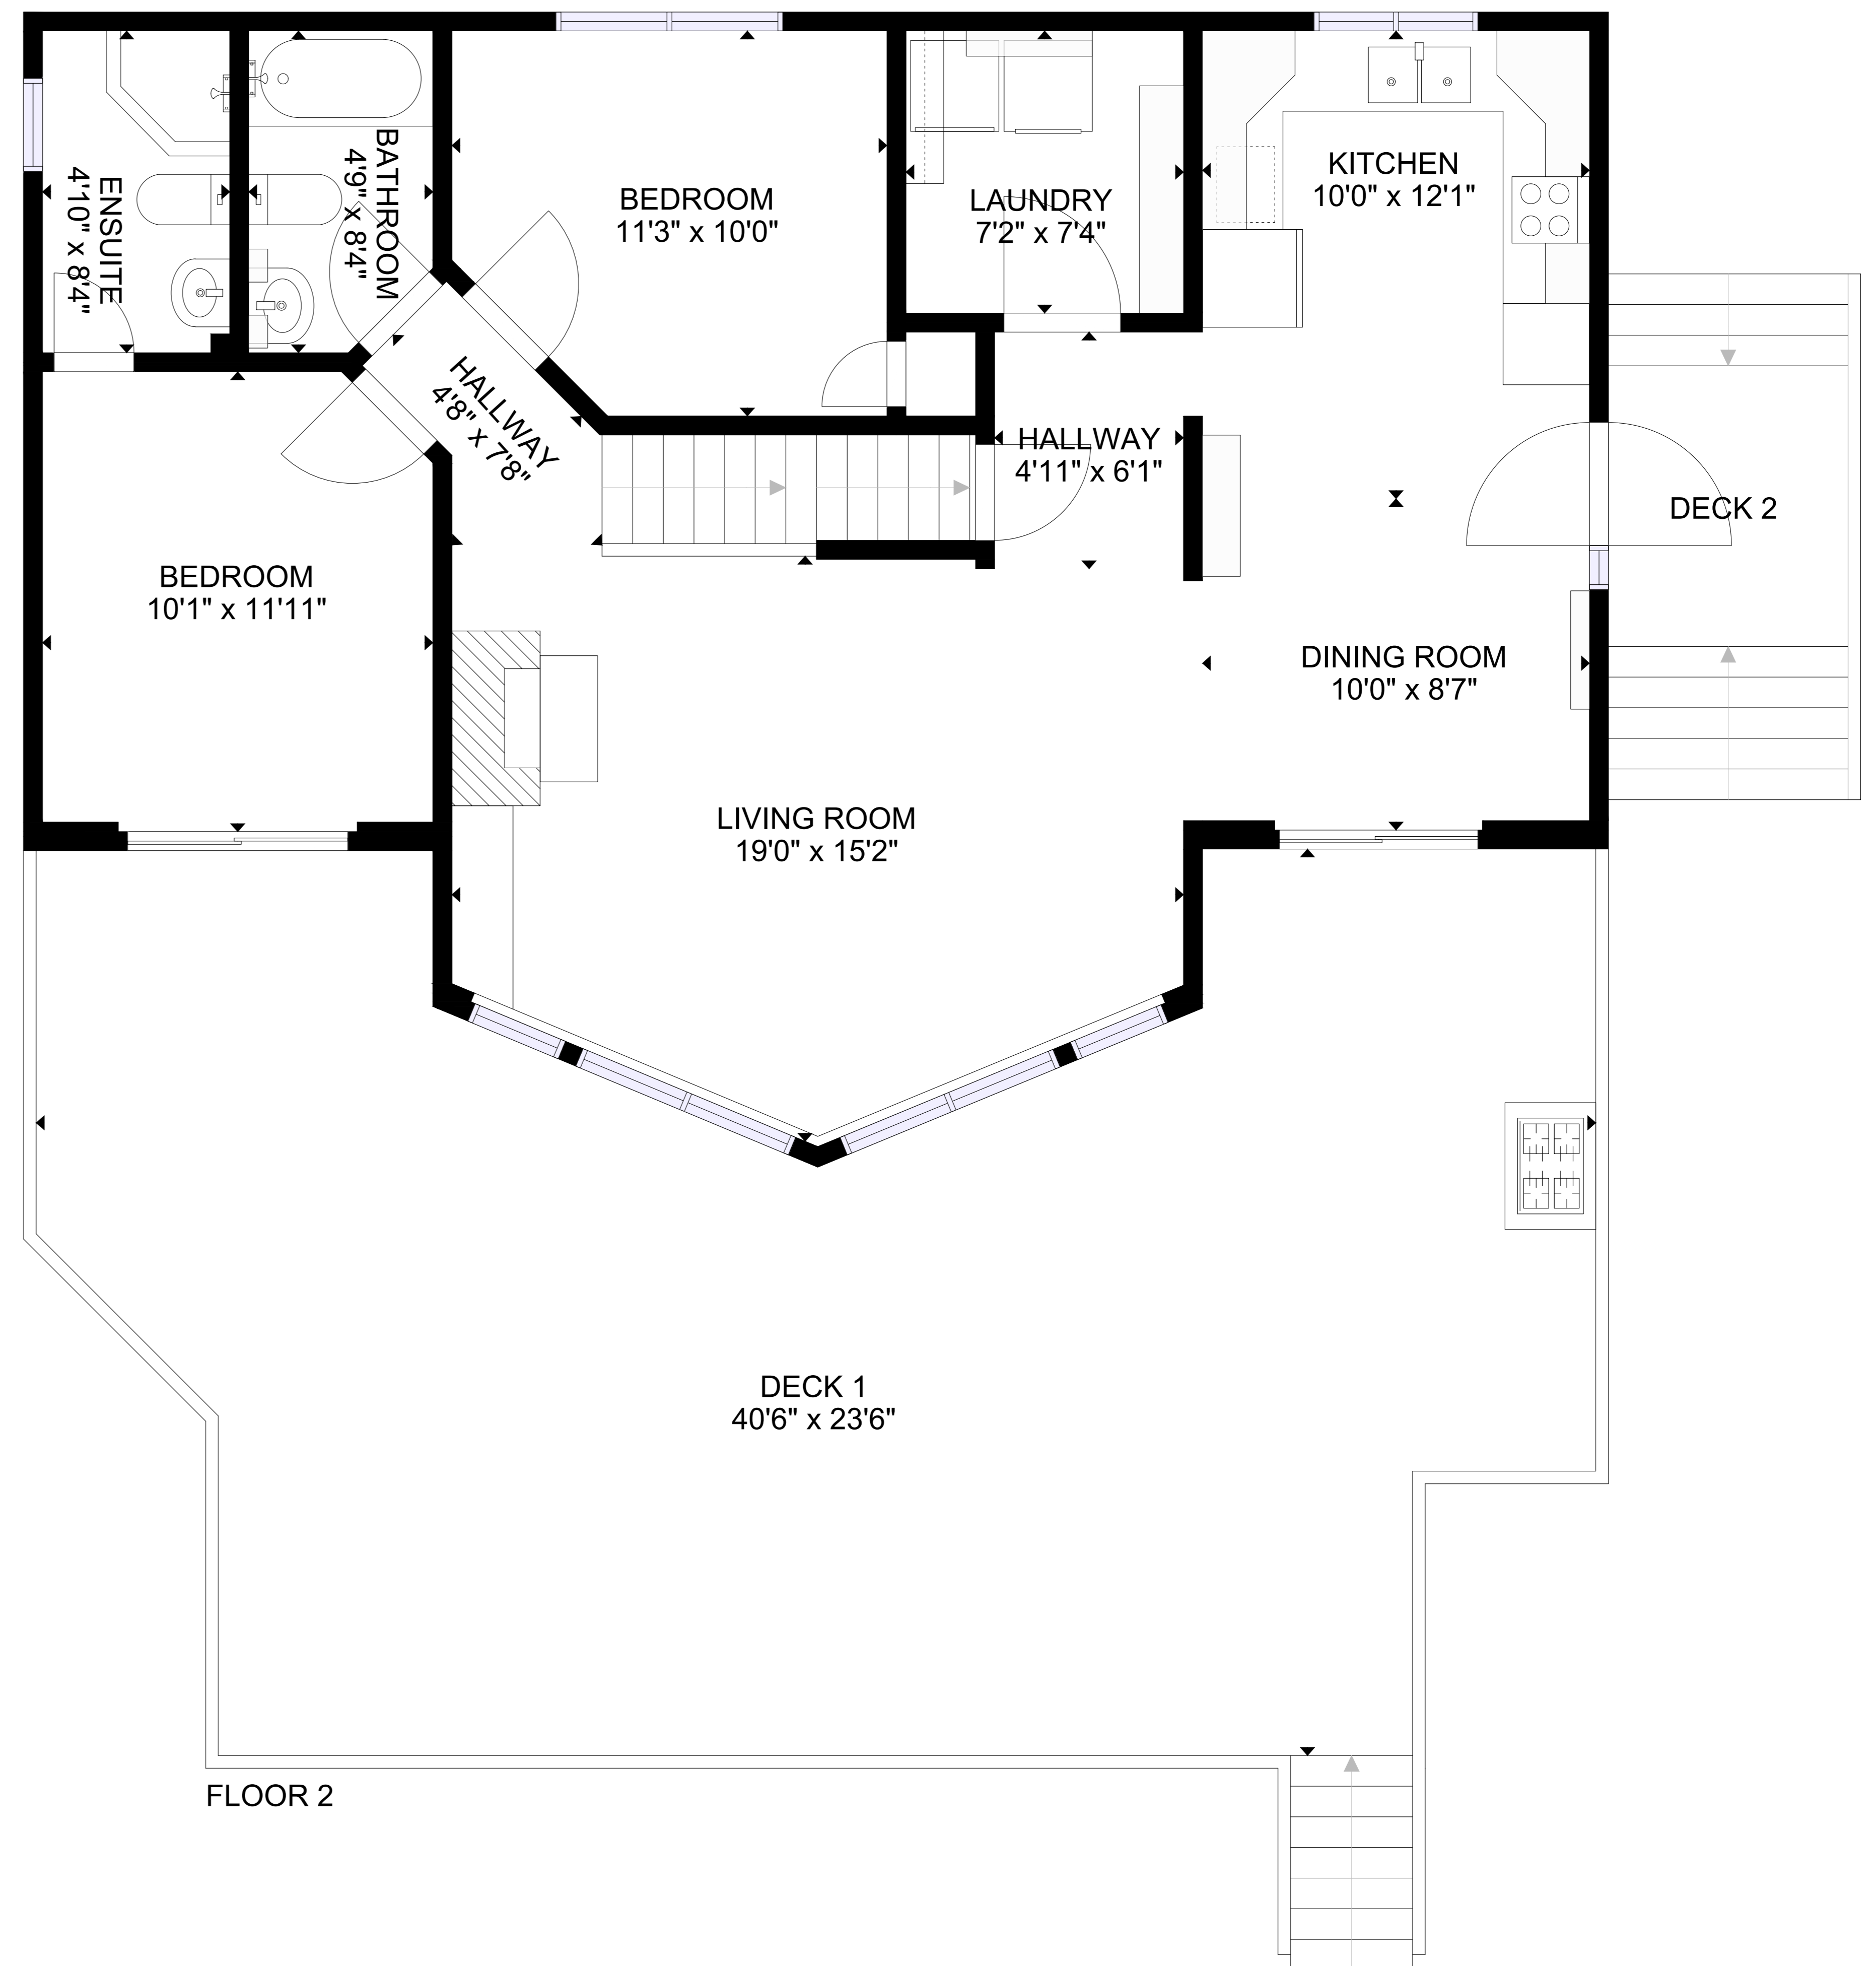 ENSUITE
4'10" x 8'4"
BATHROOM
4'9" x 8'4"
BEDROOM
11'3" x 10'0"
LAUNDRY
7'2" x 7'4"
KITCHEN
10'0" x 12'1"
HALLWAY
4'8" x 7'8"
HALLWAY
4'11" x 6'1"
DECK 2
BEDROOM
10'1" x 11'11"
DINING ROOM
10'0" x 8'7"
LIVING ROOM
19'0" x 15'2"
DECK 1
40'6" x 23'6"
FLOOR 2